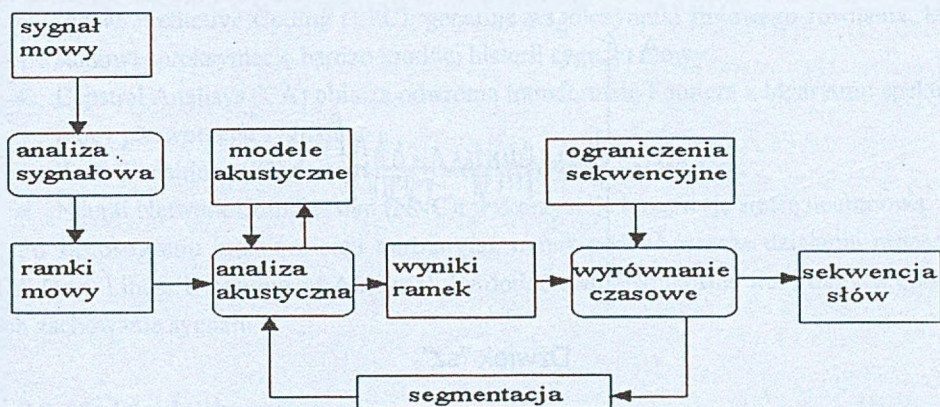 sygnał
mowy
analiza
sygnałowa
modele
akustyczne
ograniczenia
sekwencyjne
ramki
mowy
analiza
akustyczna
wyniki
ramek
wyrównanie
czasowe
sekwencja
słów
segmentacja